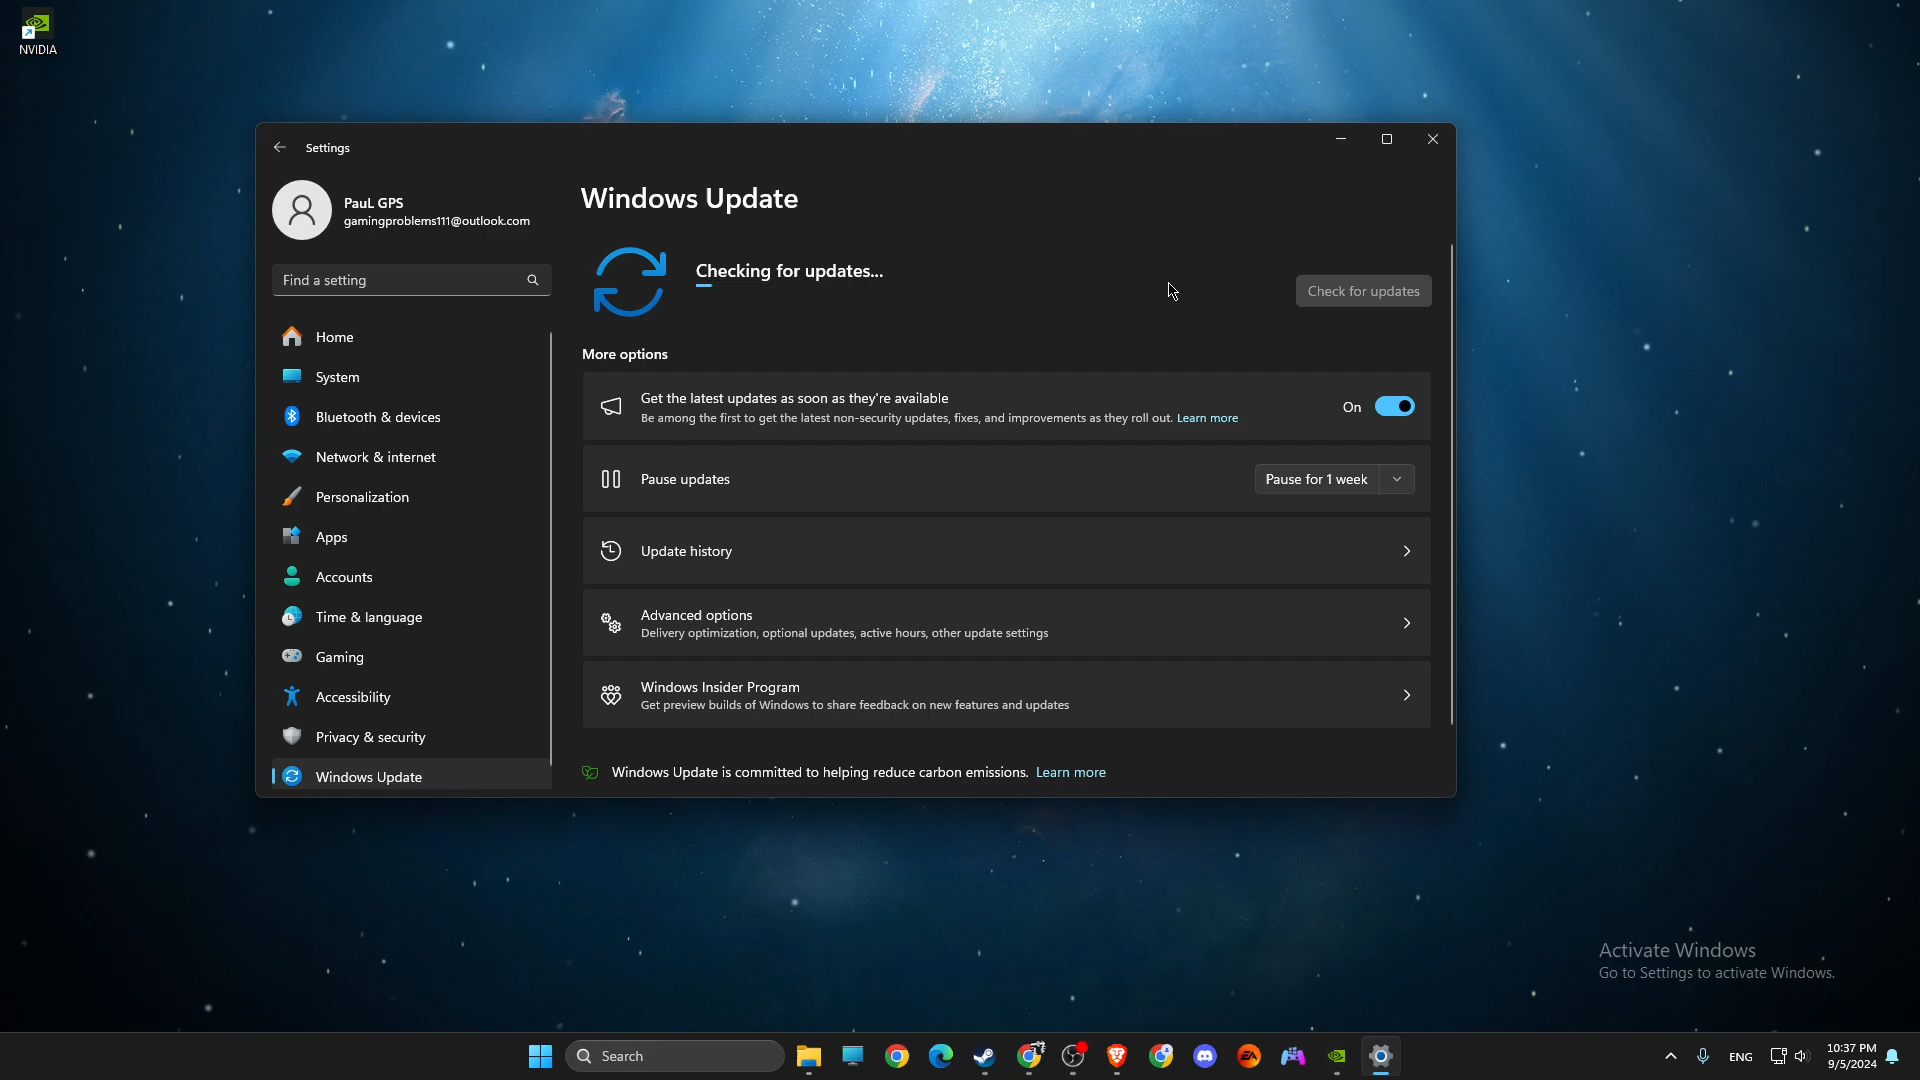 NVIDIA
Settings
PauL GPS
gamingproblems111@outlook.com
Find a setting
Home
System
Bluetooth & devices
Network & internet
Personalization
Apps
Accounts
Time & language
Gaming
Accessibility
Privacy & security
Windows Update
Windows Update
Checking for updates...
Check for updates
More options
Get the latest updates as soon as they're available
Be among the first to get the latest non-security updates, fixes, and improvements as they roll out. Learn more
On
Pause updates
Pause for 1 week
Update history
Advanced options
Delivery optimization, optional updates, active hours, other update settings
Windows Insider Program
Get preview builds of Windows to share feedback on new features and updates
Windows Update is committed to helping reduce carbon emissions. Learn more
Activate Windows
Go to Settings to activate Windows.
Search
EA
ENG
10:37 PM
9/5/2024